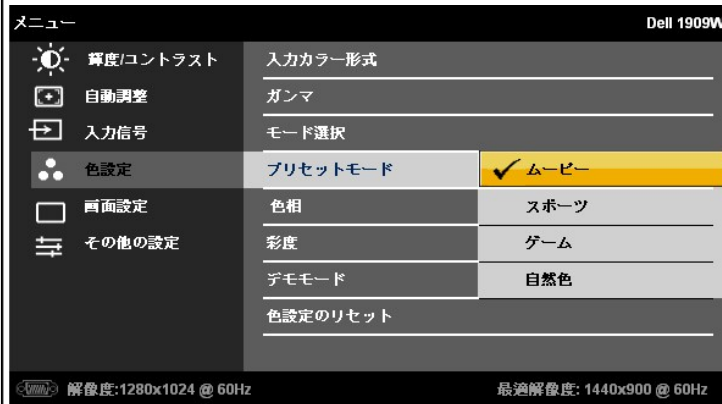 メニュー
Dell 1909W
輝度/コントラスト
入力カラー形式
自動調整
ガンマ
入力信号
モード選択
色設定
プリセットモード
✓ ムービー
画面設定
色相
スポーツ
その他の設定
彩度
ゲーム
デモモード
自然色
色設定のリセット
解像度:1280x1024 @ 60Hz
最適解像度: 1440x900 @ 60Hz